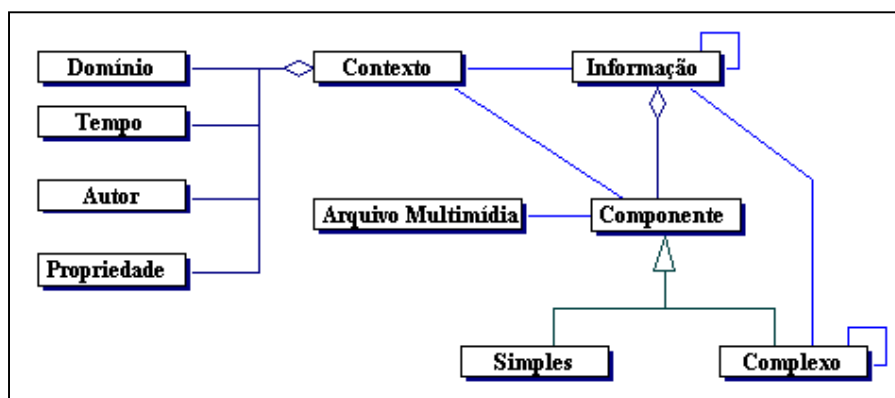 Domínio
Contexto
Informação
Tempo
Autor
Arquivo Multimídia
Componente
Propriedade
Simples
Complexo